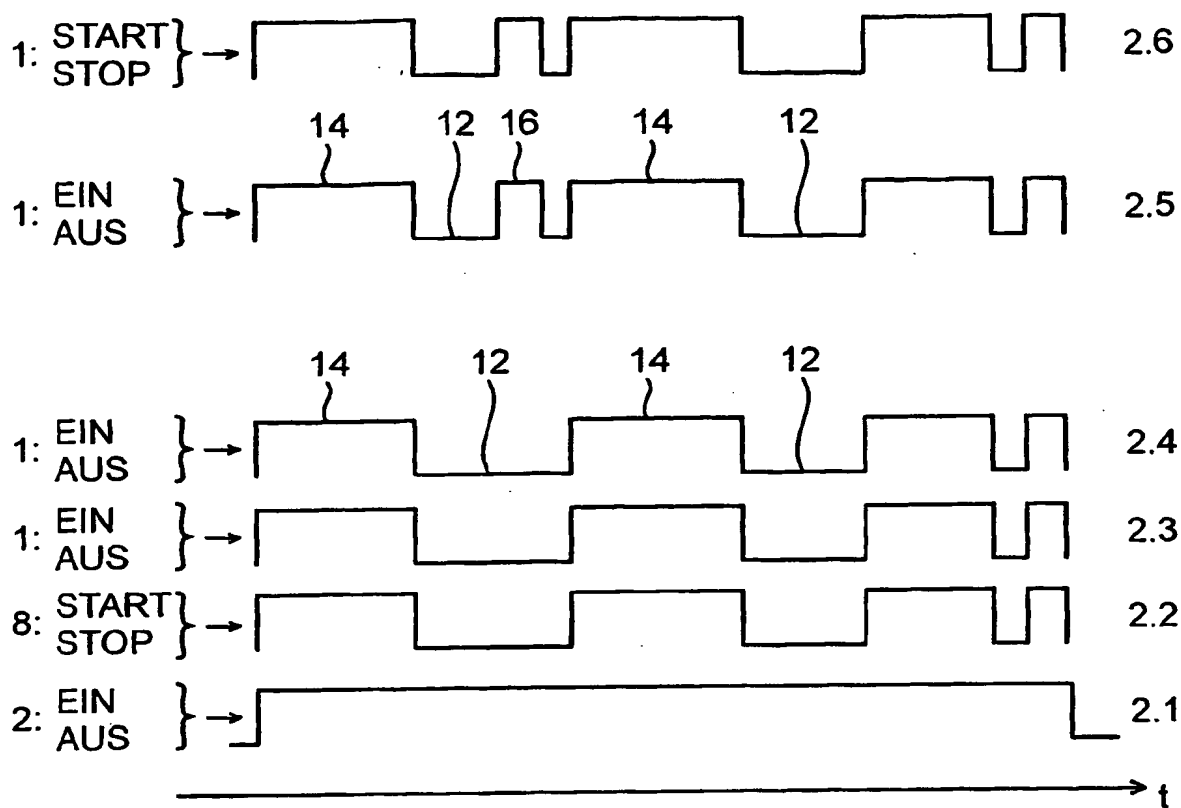 1: START
STOP } → 2.6
14 12 16 14 12
1: EIN
AUS } → 2.5
14 12 14 12
1: EIN
AUS } → 2.4
1: EIN
AUS } → 2.3
8: START
STOP } → 2.2
2: EIN
AUS } → 2.1
t